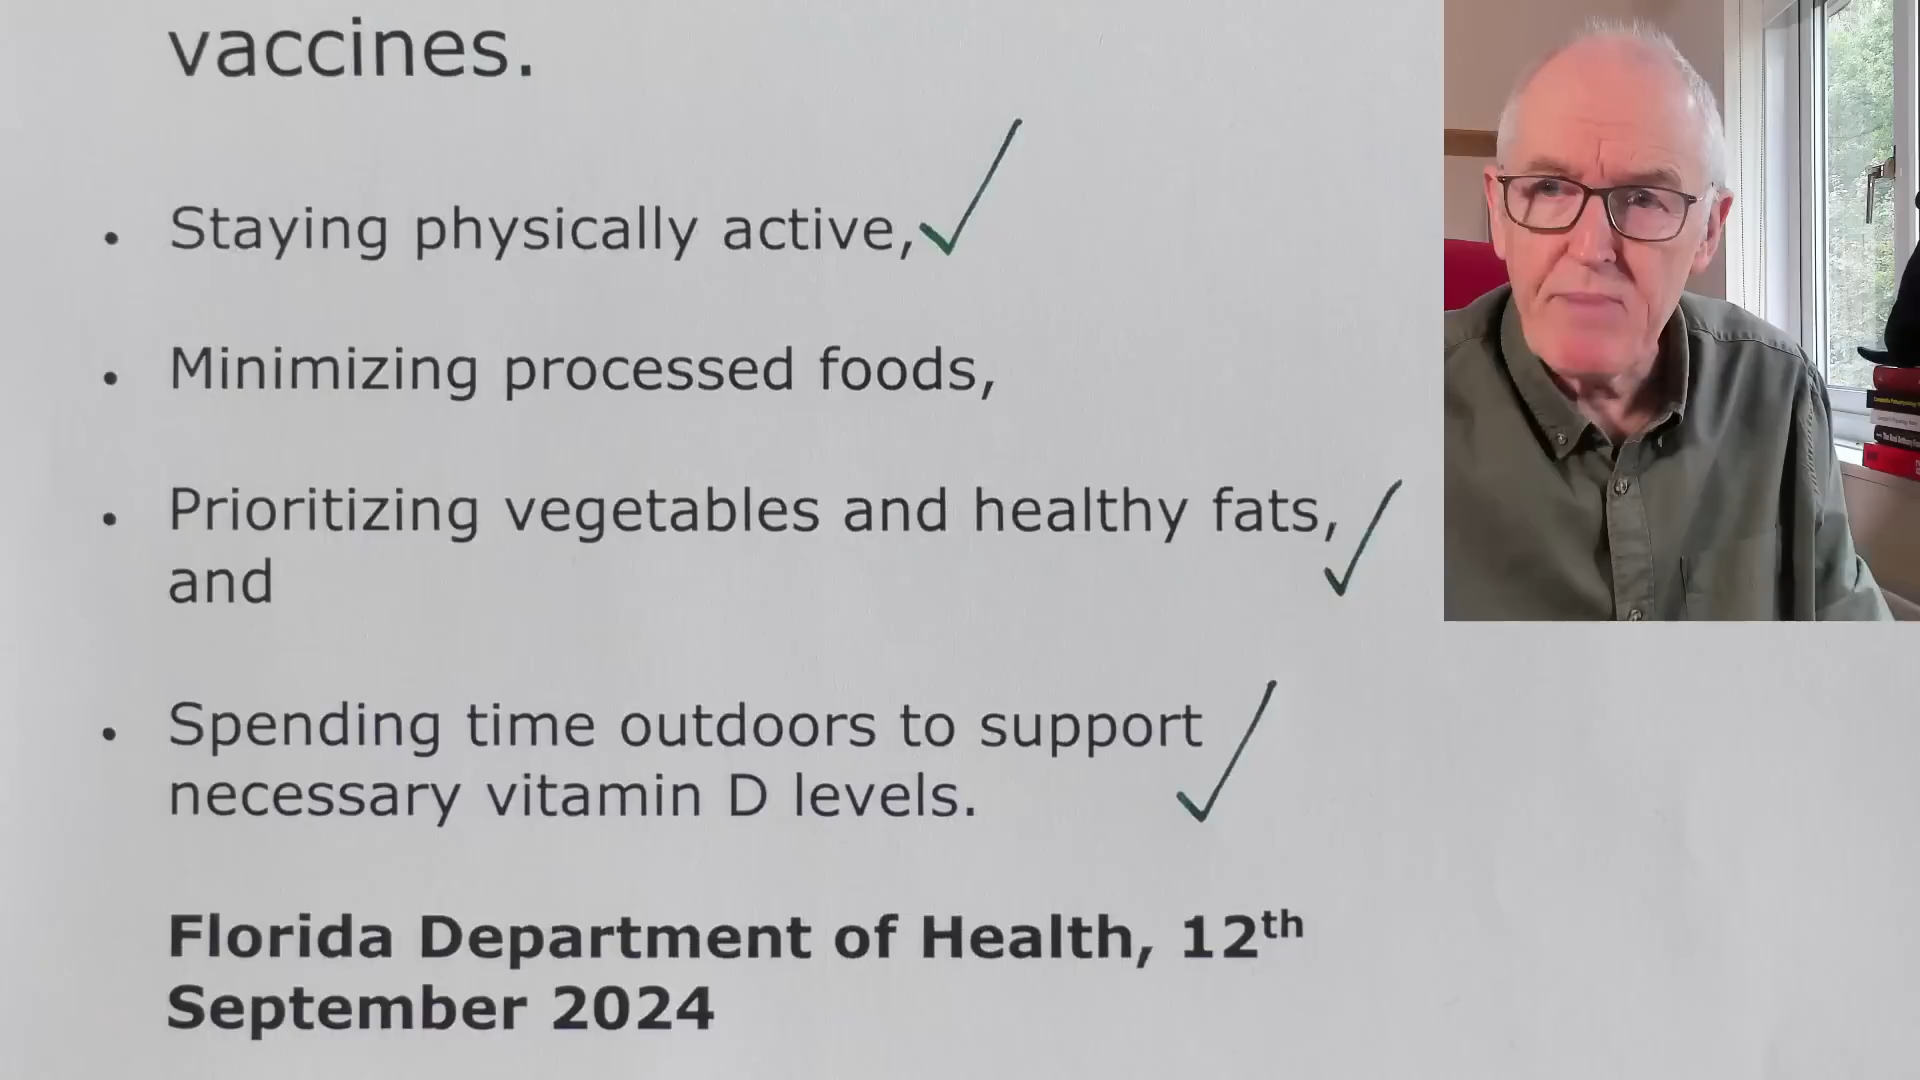 vaccines.
• Staying physically active,
• Minimizing processed foods,
• Prioritizing vegetables and healthy fats,
and
• Spending time outdoors to support
necessary vitamin D levels.
Florida Department of Health, 12th
September 2024